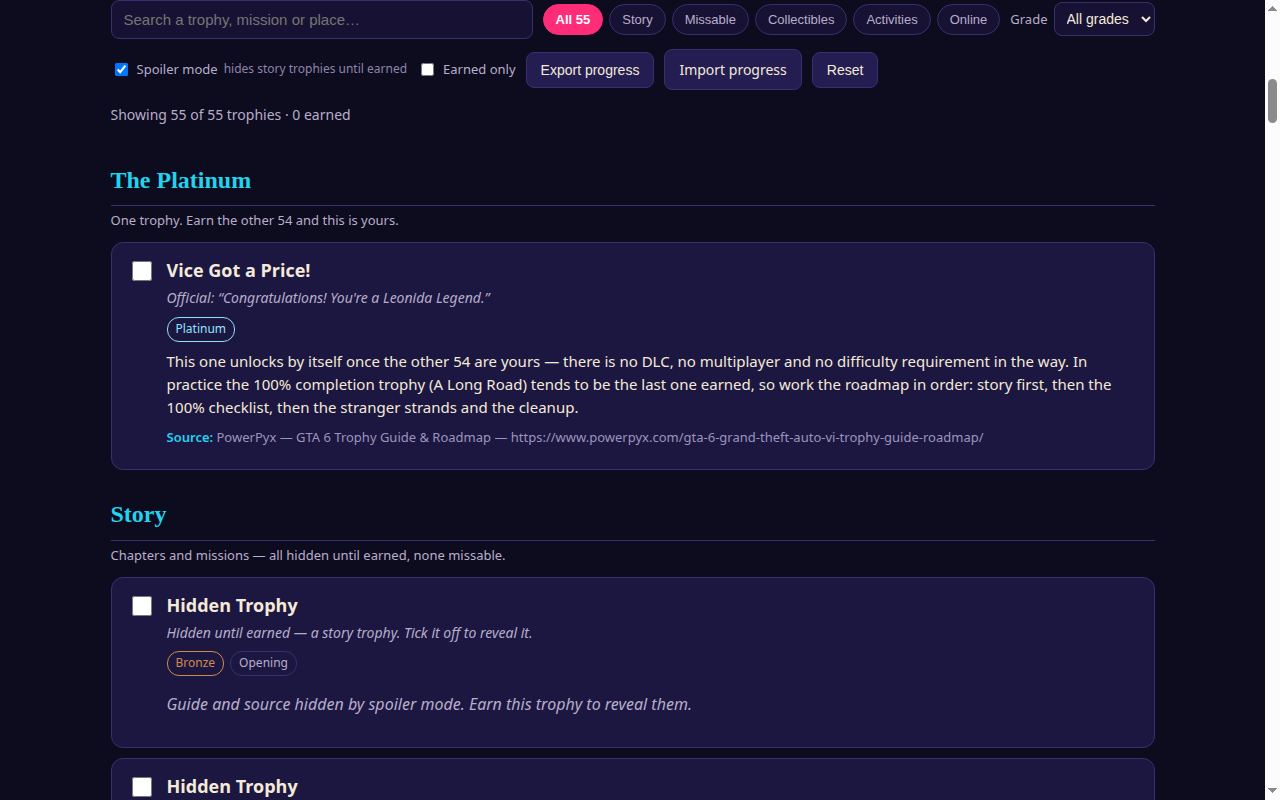 Search a trophy, mission or place…
All 55
Story
Missable
Collectibles
Activities
Online
Grade
All grades
Spoiler mode hides story trophies until earned
Earned only
Export progress
Import progress
Reset
Showing 55 of 55 trophies · 0 earned
The Platinum
One trophy. Earn the other 54 and this is yours.
Vice Got a Price!
Official: “Congratulations! You're a Leonida Legend.”
Platinum
This one unlocks by itself once the other 54 are yours — there is no DLC, no multiplayer and no difficulty requirement in the way. In
practice the 100% completion trophy (A Long Road) tends to be the last one earned, so work the roadmap in order: story first, then the
100% checklist, then the stranger strands and the cleanup.
Source: PowerPyx — GTA 6 Trophy Guide & Roadmap — https://www.powerpyx.com/gta-6-grand-theft-auto-vi-trophy-guide-roadmap/
Story
Chapters and missions — all hidden until earned, none missable.
Hidden Trophy
Hidden until earned — a story trophy. Tick it off to reveal it.
Bronze
Opening
Guide and source hidden by spoiler mode. Earn this trophy to reveal them.
Hidden Trophy